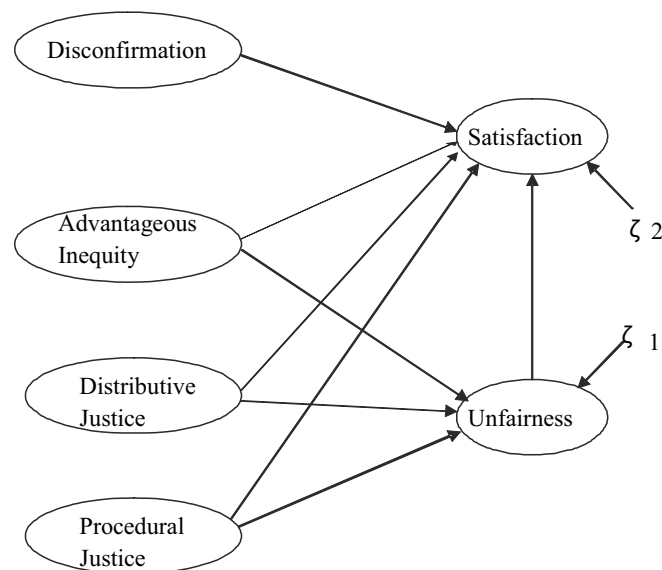 Disconfirmation
Satisfaction
ζ 2
Advantageous
Inequity
ζ 1
Distributive
Justice
Unfairness
Procedural
Justice